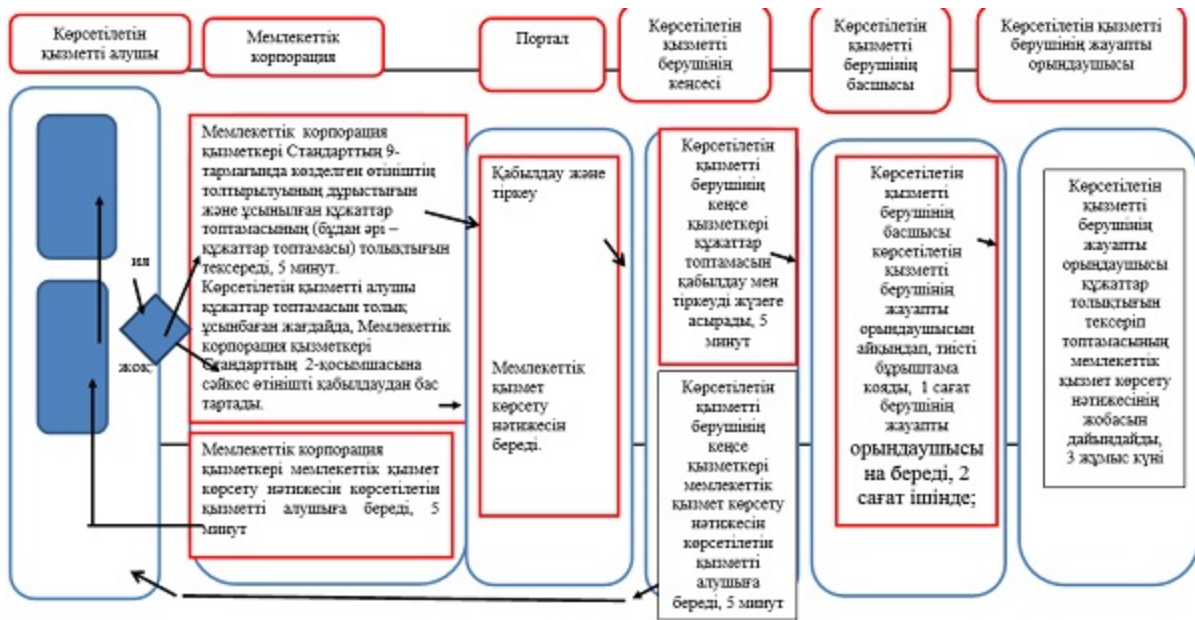 Көрсетілетін
қызметті алушы
Мемлекеттік
корпорация
Портал
Көрсетілетін
қызметті
берушінің
кеңсесі
Көрсетілетін
қызметті
берушінің
басшысы
Көрсетілетін қызметті
берушінің жауапты
орындаушысы
ия
жоқ
Мемлекеттік корпорация
қызметкері Стандарттың 9-
тармағында көзделген өтініштің
толтырылуының дұрыстығын
және ұсынылған құжаттар
топтамасының (бұдан әрі –
құжаттар топтамасы) толықтығын
тексереді, 5 минут.
Көрсетілетін қызметті алушы
құжаттар топтамасын толық
ұсынбаған жағдайда, Мемлекеттік
корпорация қызметкері
Стандарттың 2-қосымшасына
сәйкес өтінішті қабылдаудан бас
тартады.
Мемлекеттік корпорация
қызметкері мемлекеттік қызмет
көрсету нәтижесін көрсетілетін
қызметті алушыға береді, 5
минут
Қабылдау және
тіркеу
Мемлекеттік
қызмет
көрсету
нәтижесін
береді.
Көрсетілетін
қызметті
берушінің
кеңсе
қызметкері
құжаттар
топтамасын
қабылдау мен
тіркеуді жүзеге
асырады, 5
минут
Көрсетілетін
қызметті
берушінің
кеңсе
қызметкері
мемлекеттік
қызмет көрсету
нәтижесін
көрсетілетін
қызметті
алушыға
береді, 5 минут
Көрсетілетін
қызметті
берушінің
басшысы
көрсетілетін
қызметті
берушінің
жауапты
орындаушысын
айқындап, тиісті
бұрыштама
қояды, 1 сағат
берушінің
жауапты
орындаушысы
на береді, 2
сағат ішінде;
Көрсетілетін
қызметті
берушінің
жауапты
орындаушысы
құжаттар
толықтығын
тексеріп
топтамасының
мемлекеттік
қызмет көрсету
нәтижесінің
жобасын
дайындайды,
3 жұмыс күні